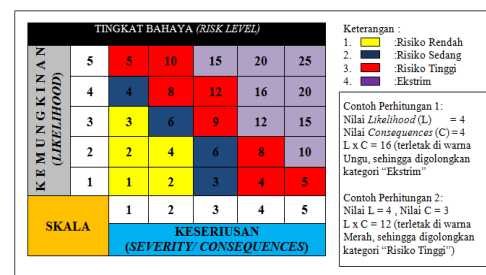 TINGKAT BAHAYA (RISK LEVEL)
KEMUNGKINAN
(LIKELIHOOD)
5 5 10 15 20 25
4 4 8 12 16 20
3 3 6 9 12 15
2 2 4 6 8 10
1 1 2 3 4 5
SKALA
1 2 3 4 5
KESERIUSAN
(SEVERITY/ CONSEQUENCES)
Keterangan :
1. :Risiko Rendah
2. :Risiko Sedang
3. :Risiko Tinggi
4. :Ekstrim
Contoh Perhitungan 1:
Nilai Likelihood (L) = 4
Nilai Consequences (C) = 4
L x C = 16 (terletak di warna
Ungu, sehingga digolongkan
kategori “Ekstrim”
Contoh Perhitungan 2:
Nilai L = 4 , Nilai C = 3
L x C = 12 (terletak di warna
Merah, sehingga digolongkan
kategori “Risiko Tinggi”)